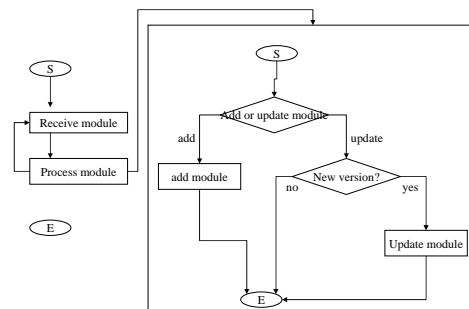 S
Receive module
Process module
E
S
Add or update module
add
update
add module
New version?
no
yes
Update module
E